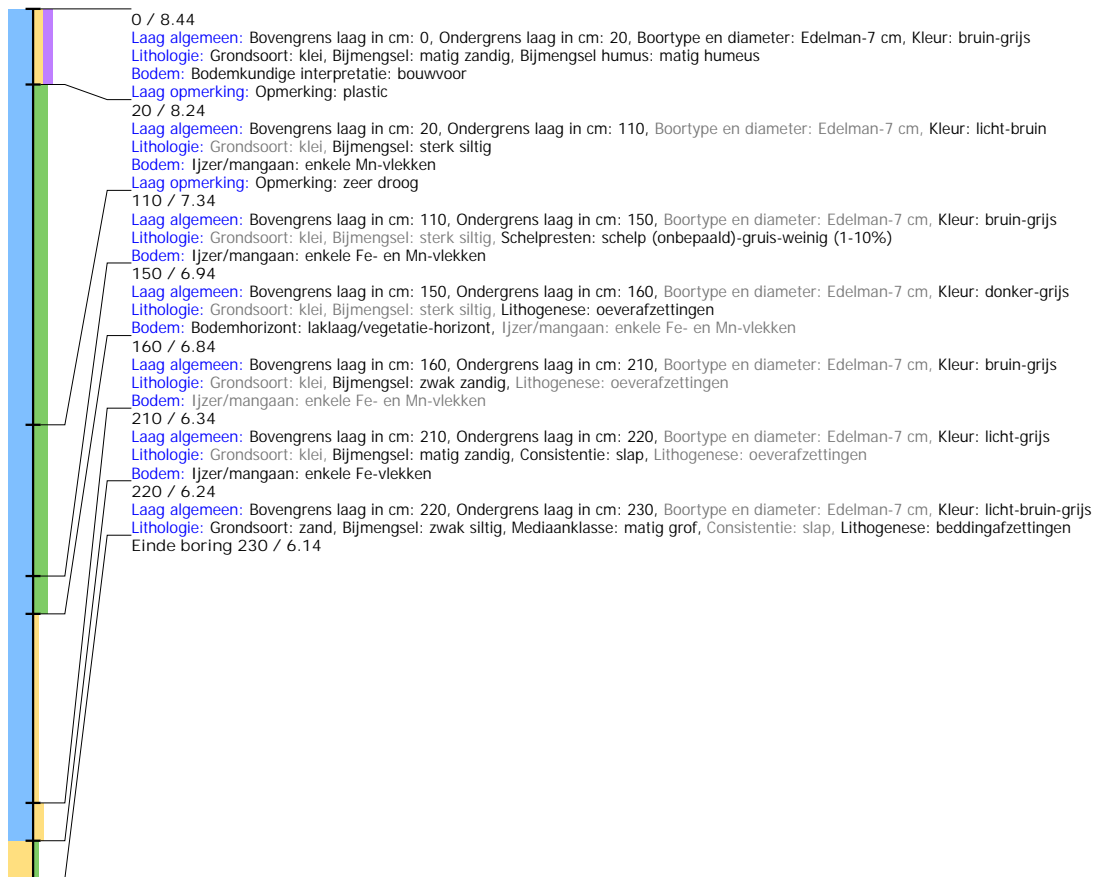 0 / 8.44
Laag algemeen: Bovengrens laag in cm: 0, Ondergrens laag in cm: 20, Boortype en diameter: Edelman-7 cm, Kleur: bruin-grijs
Lithologie: Grondsoort: klei, Bijmengsel: matig zandig, Bijmengsel humus: matig humeus
Bodem: Bodemkundige interpretatie: bouwvoor
Laag opmerking: Opmerking: plastic
20 / 8.24
Laag algemeen: Bovengrens laag in cm: 20, Ondergrens laag in cm: 110, Boortype en diameter: Edelman-7 cm, Kleur: licht-bruin
Lithologie: Grondsoort: klei, Bijmengsel: sterk siltig
Bodem: Ijzer/mangaan: enkele Mn-vlekken
Laag opmerking: Opmerking: zeer droog
110 / 7.34
Laag algemeen: Bovengrens laag in cm: 110, Ondergrens laag in cm: 150, Boortype en diameter: Edelman-7 cm, Kleur: bruin-grijs
Lithologie: Grondsoort: klei, Bijmengsel: sterk siltig, Schelpresten: schelp (onbepaald)-gruis-weinig (1-10%)
Bodem: Ijzer/mangaan: enkele Fe- en Mn-vlekken
150 / 6.94
Laag algemeen: Bovengrens laag in cm: 150, Ondergrens laag in cm: 160, Boortype en diameter: Edelman-7 cm, Kleur: donker-grijs
Lithologie: Grondsoort: klei, Bijmengsel: sterk siltig, Lithogenese: oeverafzettingen
Bodem: Bodemhorizont: laklaag/vegetatie-horizont, Ijzer/mangaan: enkele Fe- en Mn-vlekken
160 / 6.84
Laag algemeen: Bovengrens laag in cm: 160, Ondergrens laag in cm: 210, Boortype en diameter: Edelman-7 cm, Kleur: bruin-grijs
Lithologie: Grondsoort: klei, Bijmengsel: zwak zandig, Lithogenese: oeverafzettingen
Bodem: Ijzer/mangaan: enkele Fe- en Mn-vlekken
210 / 6.34
Laag algemeen: Bovengrens laag in cm: 210, Ondergrens laag in cm: 220, Boortype en diameter: Edelman-7 cm, Kleur: licht-grijs
Lithologie: Grondsoort: klei, Bijmengsel: matig zandig, Consistentie: slap, Lithogenese: oeverafzettingen
Bodem: Ijzer/mangaan: enkele Fe-vlekken
220 / 6.24
Laag algemeen: Bovengrens laag in cm: 220, Ondergrens laag in cm: 230, Boortype en diameter: Edelman-7 cm, Kleur: licht-bruin-grijs
Lithologie: Grondsoort: zand, Bijmengsel: zwak siltig, Mediaanklasse: matig grof, Consistentie: slap, Lithogenese: beddingafzettingen
Einde boring 230 / 6.14